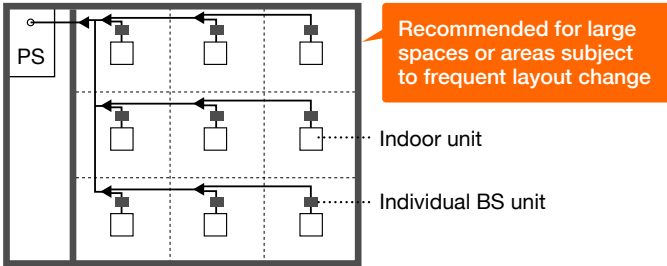 PS
Recommended for large
spaces or areas subject
to frequent layout change
Indoor unit
Individual BS unit